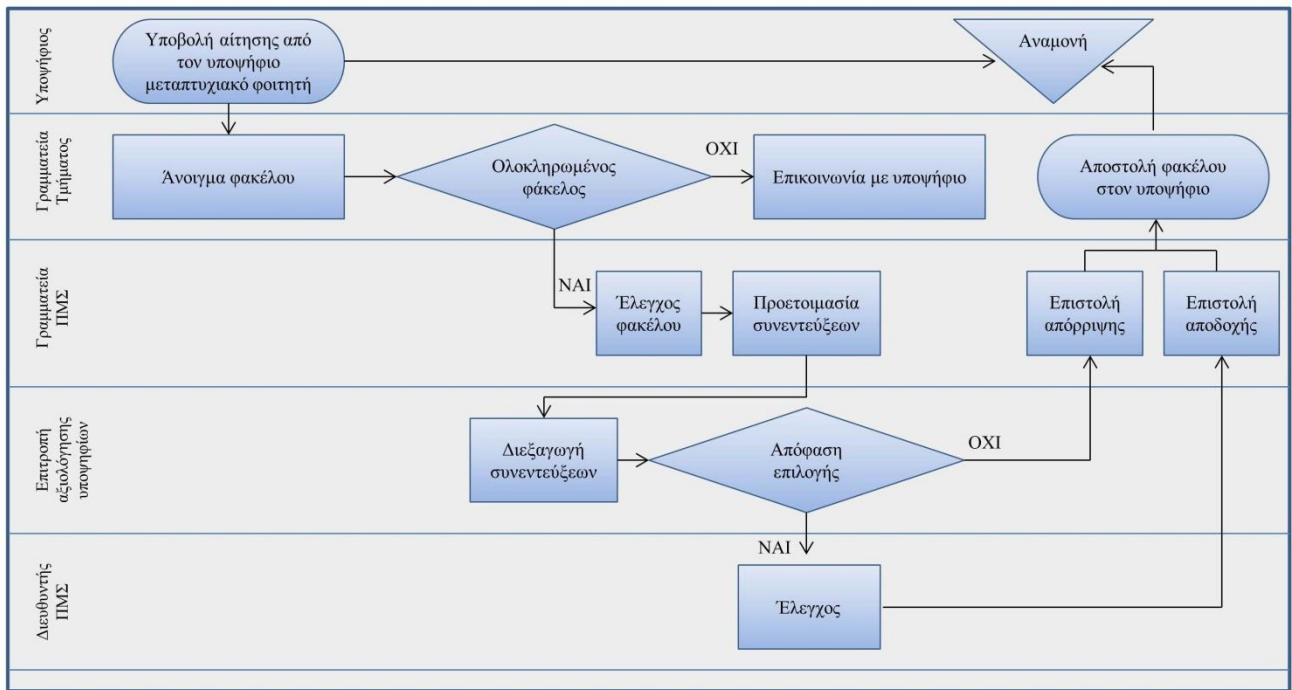 Υποψήφιος
Υποβολή αίτησης από
τον υποψήφιο
μεταπτυχιακό φοιτητή
Αναμονή
Γραμματεία
Τμήματος
Άνοιγμα φακέλου
Ολοκληρωμένος
φάκελος
ΟΧΙ
Επικοινωνία με υποψήφιο
Αποστολή φακέλου
στον υποψήφιο
Γραμματεία
ΠΜΣ
ΝΑΙ
Έλεγχος
φακέλου
Προετοιμασία
συνεντεύξεων
Επιστολή
απόρριψης
Επιστολή
αποδοχής
Επιτροπή
αξιολόγησης
υποψηφίων
Διεξαγωγή
συνεντεύξεων
Απόφαση
επιλογής
ΟΧΙ
Διευθυντής
ΠΜΣ
ΝΑΙ
Έλεγχος